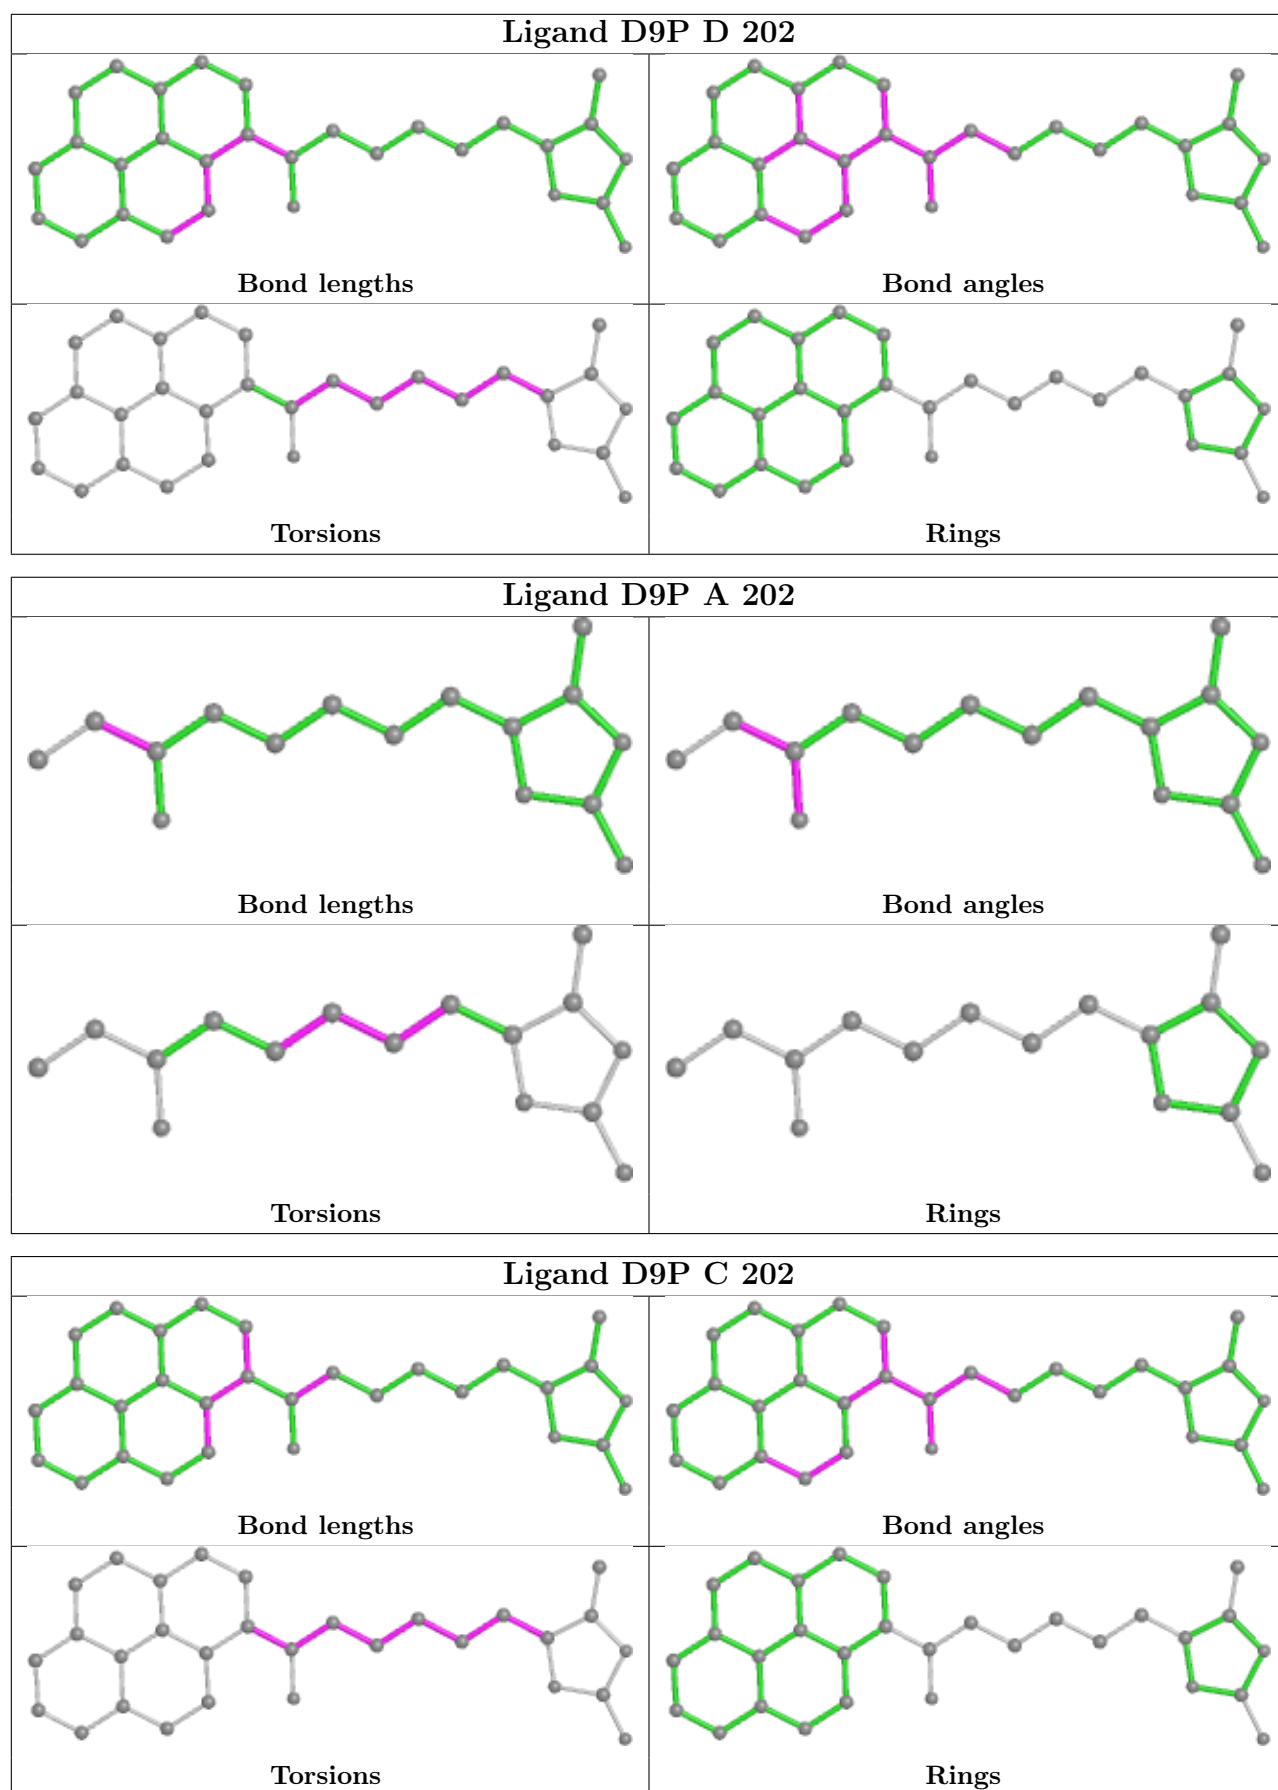 Ligand D9P D 202
Bond lengths
Bond angles
Torsions
Rings
Ligand D9P A 202
Bond lengths
Bond angles
Torsions
Rings
Ligand D9P C 202
Bond lengths
Bond angles
Torsions
Rings